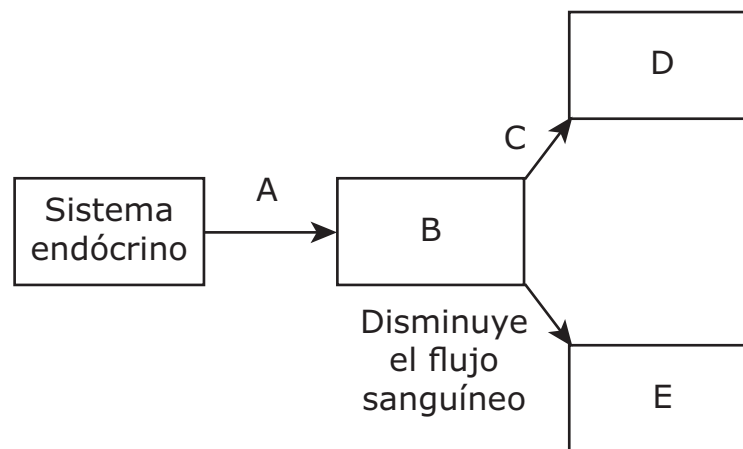 Sistema
endócrino
A
B
C
D
Disminuye
el flujo
sanguíneo
E